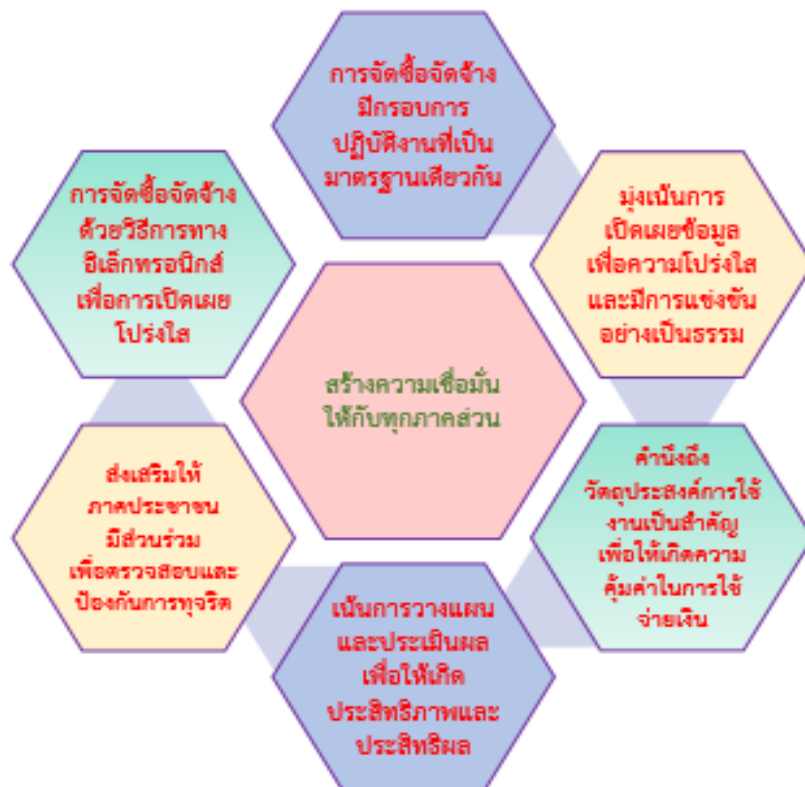 การจัดซื้อจัดจ้าง
มีกรอบการ
ปฏิบัติงานที่เป็น
มาตรฐานเดียวกัน
มุ่งเน้นการ
เปิดเผยข้อมูล
เพื่อความโปร่งใส
และมีการแข่งขัน
อย่างเป็นธรรม
คำนึงถึง
วัตถุประสงค์การใช้
งานเป็นสำคัญ
เพื่อให้เกิดความ
คุ้มค่าในการใช้
จ่ายเงิน
เน้นการวางแผน
และประเมินผล
เพื่อให้เกิด
ประสิทธิภาพและ
ประสิทธิผล
ส่งเสริมให้
ภาคประชาชน
มีส่วนร่วม
เพื่อตรวจสอบและ
ป้องกันการทุจริต
การจัดซื้อจัดจ้าง
ด้วยวิธีการทาง
อิเล็กทรอนิกส์
เพื่อการเปิดเผย
โปร่งใส
สร้างความเชื่อมั่น
ให้กับทุกภาคส่วน